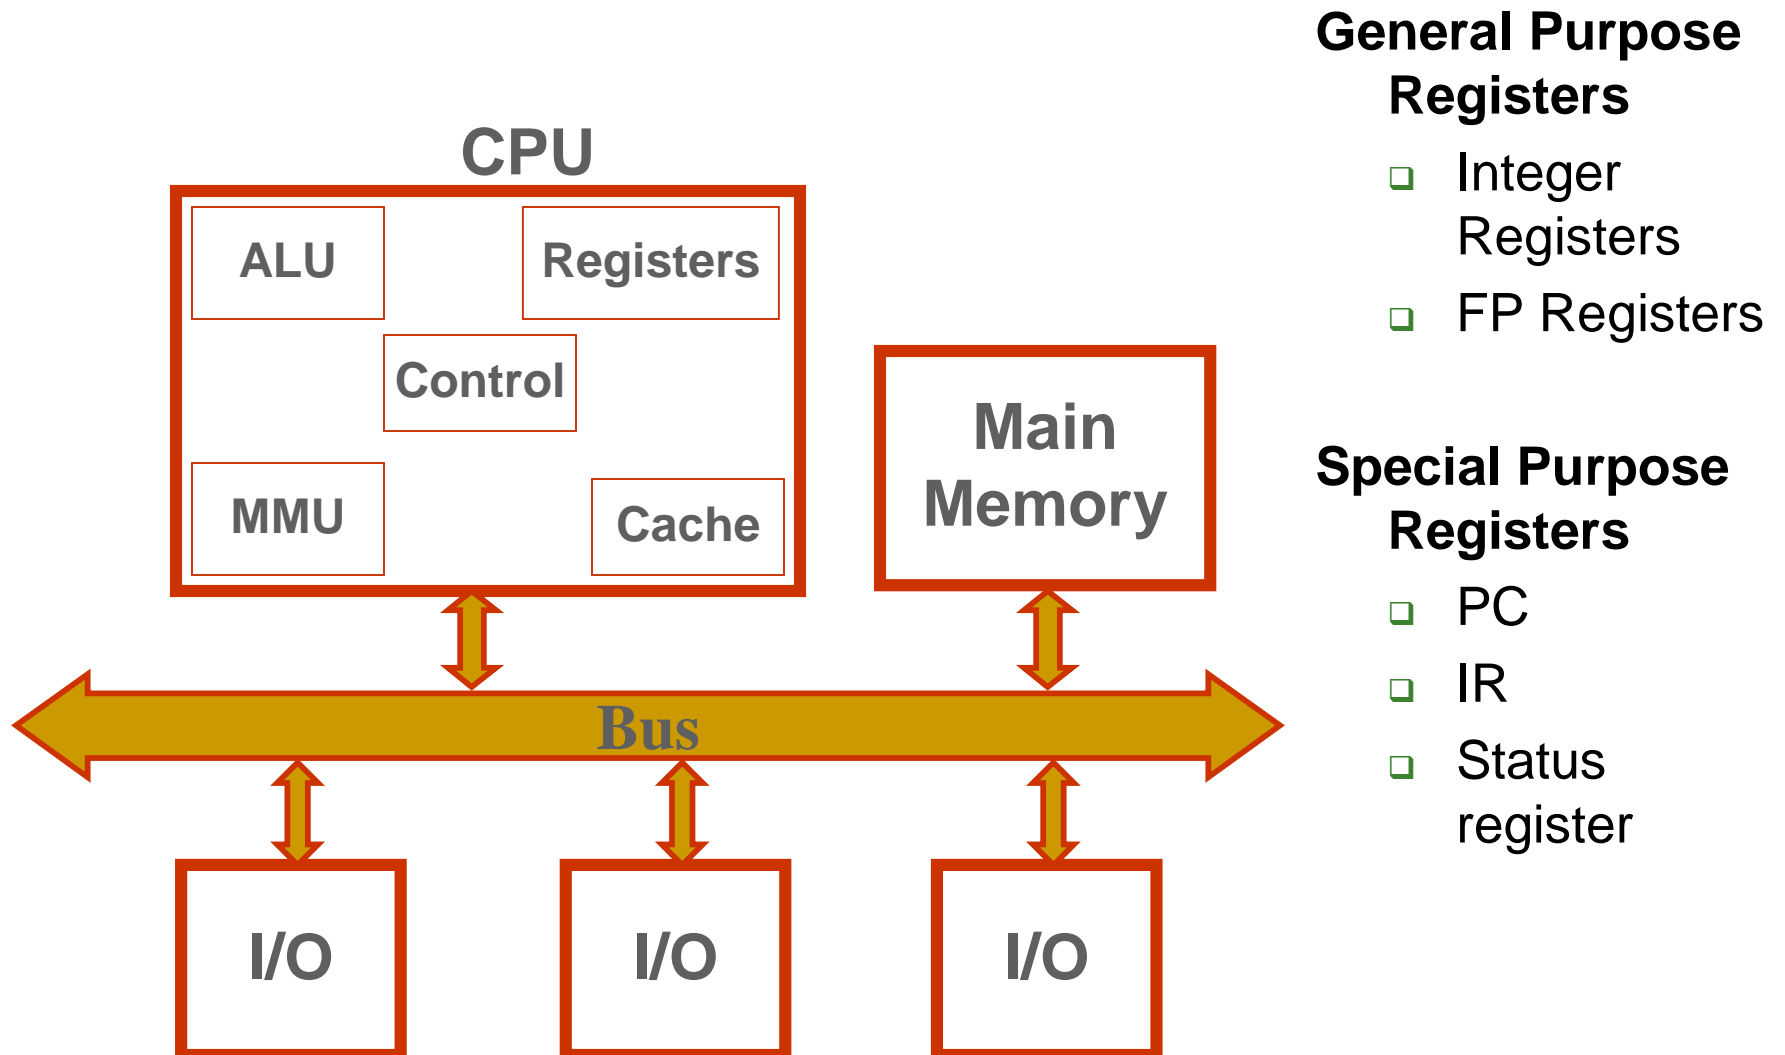 CPU
ALU
Registers
Control
MMU
Cache
Main
Memory
Bus
I/O
I/O
I/O
General Purpose
Registers
Integer
Registers
FP Registers
Special Purpose
Registers
PC
IR
Status
register